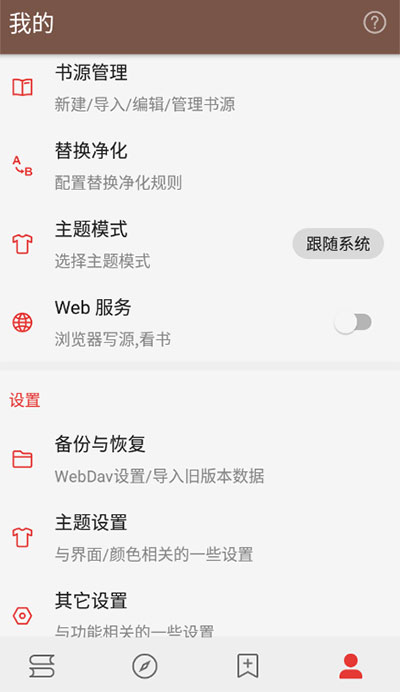 我的
书源管理
新建/导入/编辑/管理书源
A
B
替换净化
配置替换净化规则
主题模式
选择主题模式
跟随系统
Web 服务
浏览器写源,看书
设置
备份与恢复
WebDav设置/导入旧版本数据
主题设置
与界面/颜色相关的一些设置
其它设置
与功能相关的一些设置